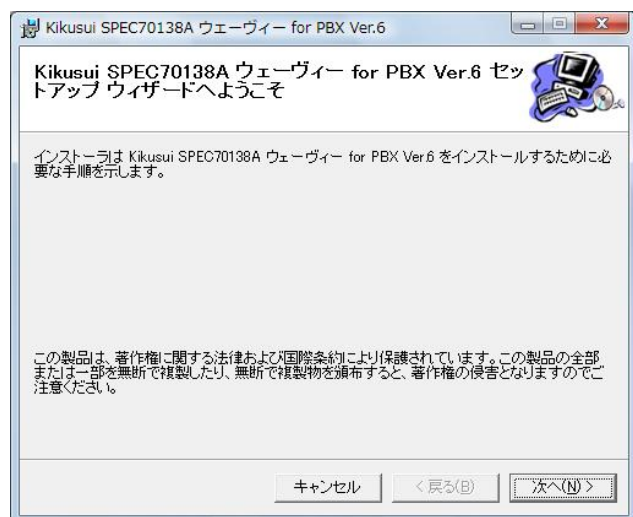 Kikusui SPEC70138A ウェーヴィー for PBX Ver.6
Kikusui SPEC70138A ウェーヴィー for PBX Ver.6 セッ
トアップ ウィザードへようこそ
インストーラは Kikusui SPEC70138A ウェーヴィー for PBX Ver.6 をインストールするために必
要な手順を示します。
この製品は、著作権に関する法律および国際条約により保護されています。この製品の全部
または一部を無断で複製したり、無断で複製物を頒布すると、著作権の侵害となりますのでご
注意ください。
キャンセル
< 戻る(B)
次へ(N) >